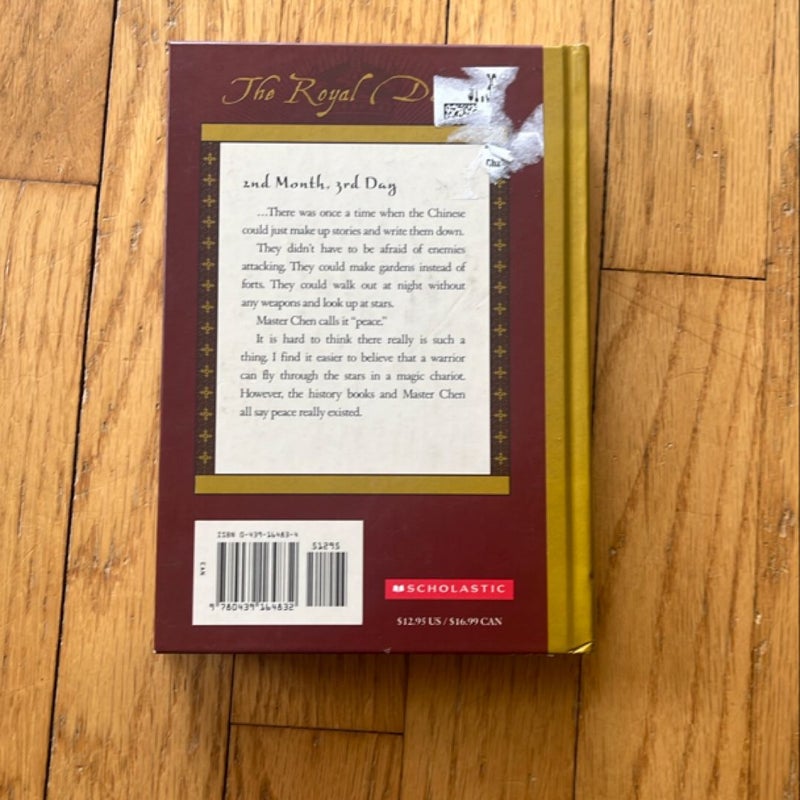 The Royal D
2nd Month, 3rd Day
...There was once a time when the Chinese
could just make up stories and write them down.
They didn't have to be afraid of enemies
attacking. They could make gardens instead of
forts. They could walk out at night without
any weapons and look up at stars.
Master Chen calls it "peace."
It is hard to think there really is such a
thing. I find it easier to believe that a warrior
can fly through the stars in a magic chariot.
However, the history books and Master Chen
all say peace really existed.
ISBN 0-439-16483-4
51295
EAN
9 780439 164832
SCHOLASTIC
$12.95 US / $16.99 CAN